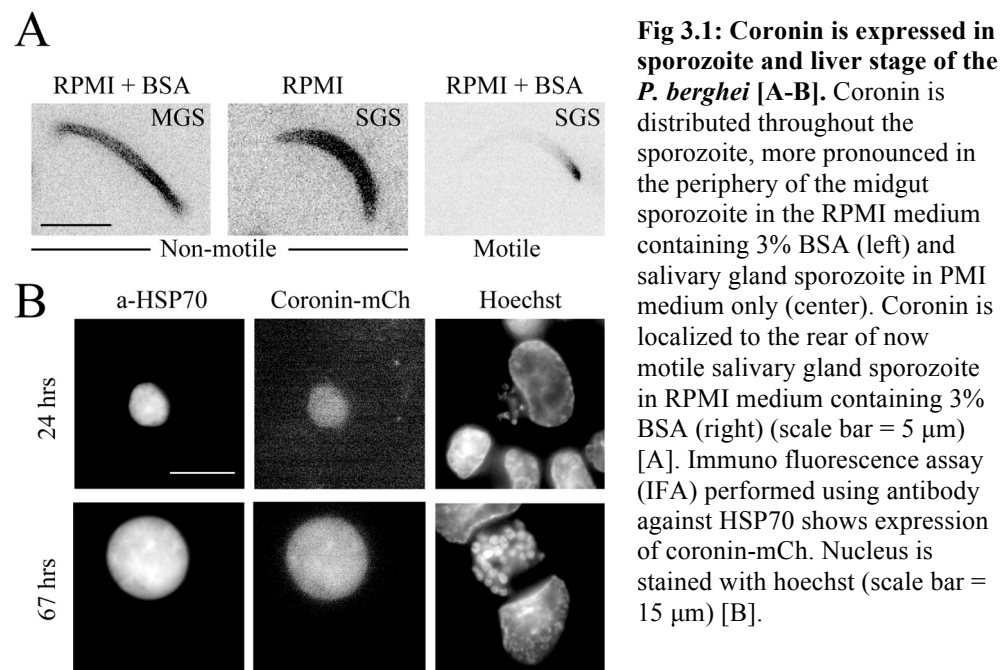 A
RPMI + BSA
MGS
RPMI
SGS
RPMI + BSA
SGS
Non-motile
Motile
B
a-HSP70
Coronin-mCh
Hoechst
24 hrs
67 hrs
Fig 3.1: Coronin is expressed in
sporozoite and liver stage of the
P. berghei [A-B]. Coronin is
distributed throughout the
sporozoite, more pronounced in
the periphery of the midgut
sporozoite in the RPMI medium
containing 3% BSA (left) and
salivary gland sporozoite in PMI
medium only (center). Coronin is
localized to the rear of now
motile salivary gland sporozoite
in RPMI medium containing 3%
BSA (right) (scale bar = 5 μm)
[A]. Immuno fluorescence assay
(IFA) performed using antibody
against HSP70 shows expression
of coronin-mCh. Nucleus is
stained with hoechst (scale bar =
15 μm) [B].